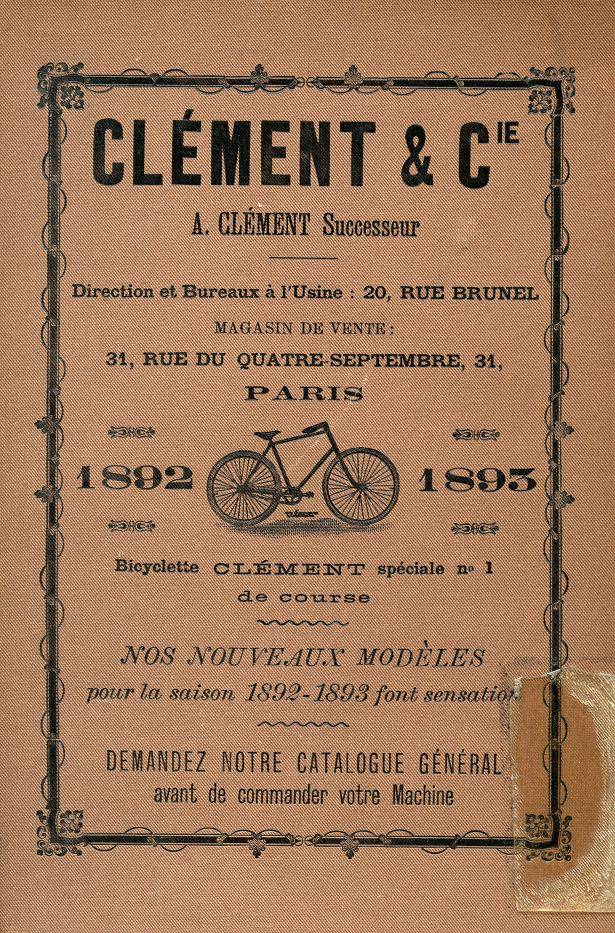 CLÉMENT & CIE
A. CLÉMENT Successeur
Direction et Bureaux à l'Usine : 20, RUE BRUNEL
MAGASIN DE VENTE :
31, RUE DU QUATRE-SEPTEMBRE, 31,
PARIS
1892 1893
CLÉMENT
Bicyclette CLÉMENT spéciale no 1
de course
NOS NOUVEAUX MODÈLES
pour la saison 1892-1893 font sensation
DEMANDEZ NOTRE CATALOGUE GÉNÉRAL
avant de commander votre Machine